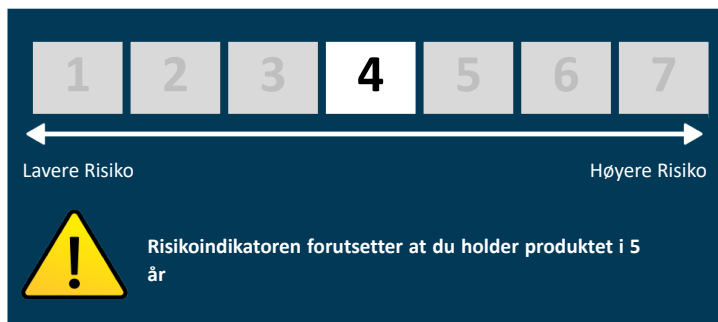 1 2 3 4 5 6 7
Lavere Risiko Høyere Risiko
!
Risikoindikatoren forutsetter at du holder produktet i 5
år